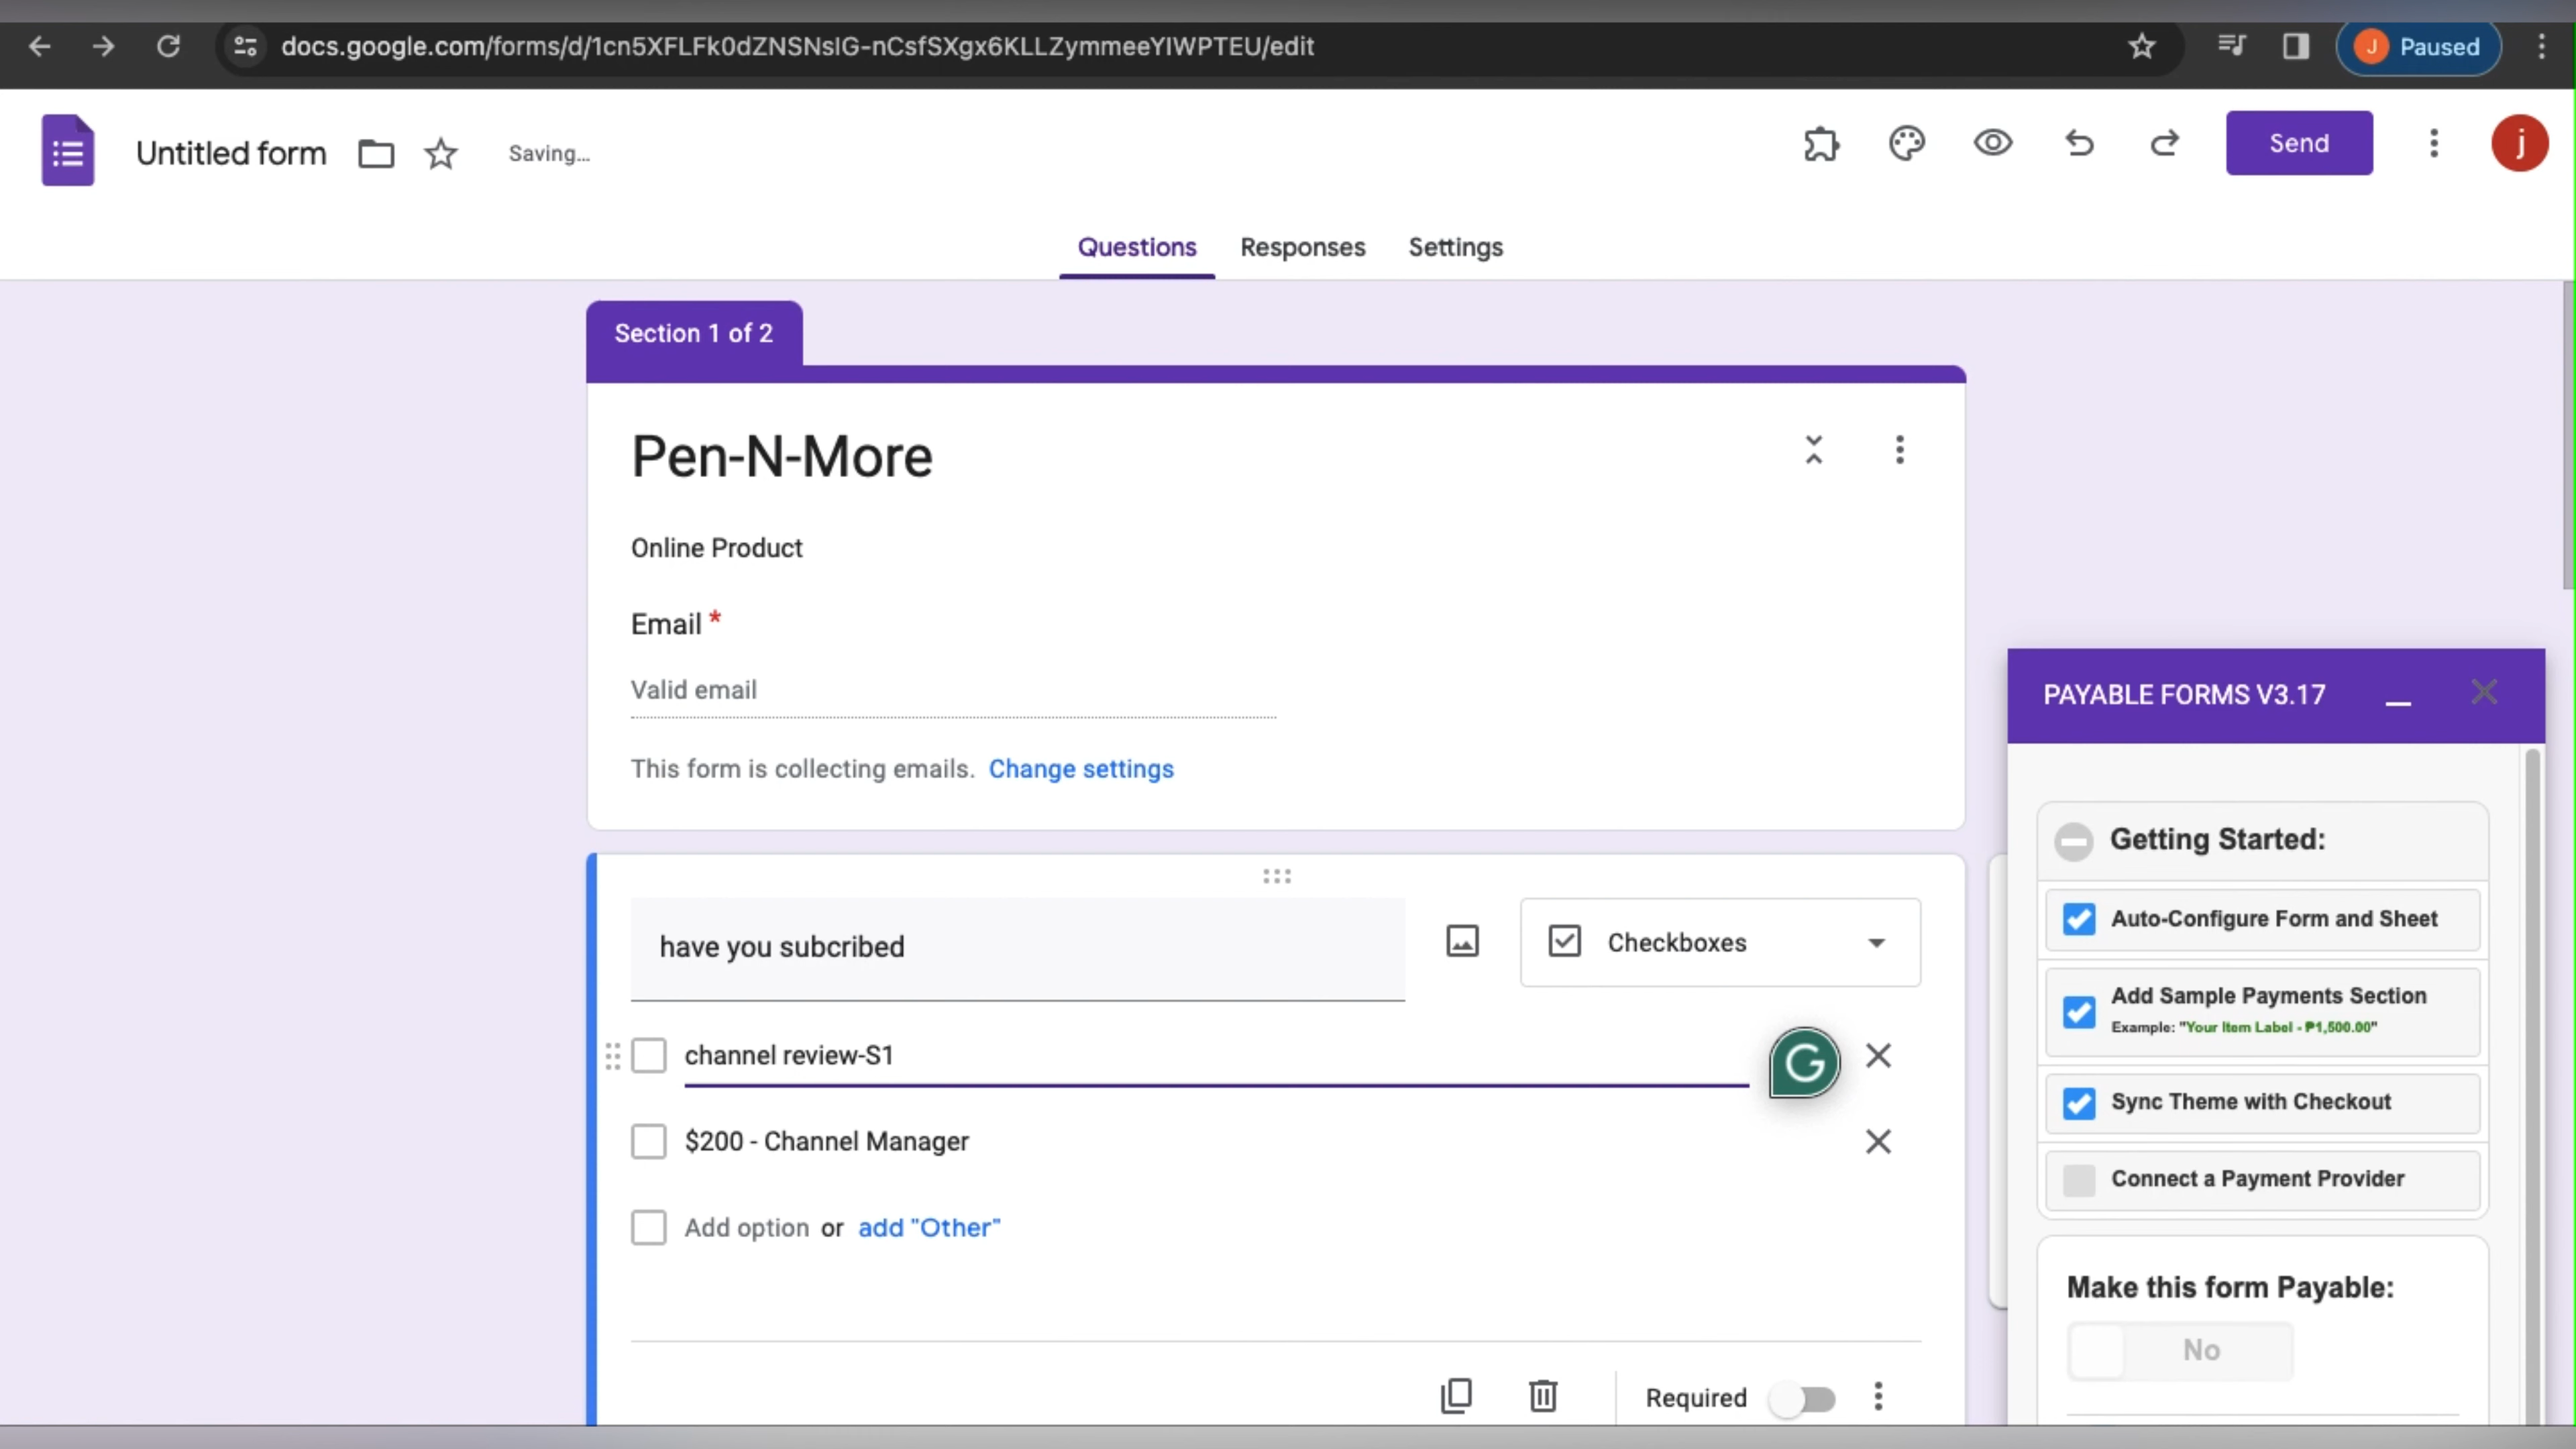 docs.google.com/forms/d/1cn5XFLFk0dZNSNsIG-nCsfSXgx6KLLZymmeeYIWPTEU/edit
J Paused
Untitled form
Saving...
Send
j
Questions Responses Settings
Section 1 of 2
Pen-N-More
Online Product
Email *
Valid email
This form is collecting emails. Change settings
have you subcribed
Checkboxes
channel review-S1
G
$200 - Channel Manager
Add option or add "Other"
Required
PAYABLE FORMS V3.17
Getting Started:
Auto-Configure Form and Sheet
Add Sample Payments Section
Example: "Your Item Label - ₱1,500.00"
Sync Theme with Checkout
Connect a Payment Provider
Make this form Payable:
No